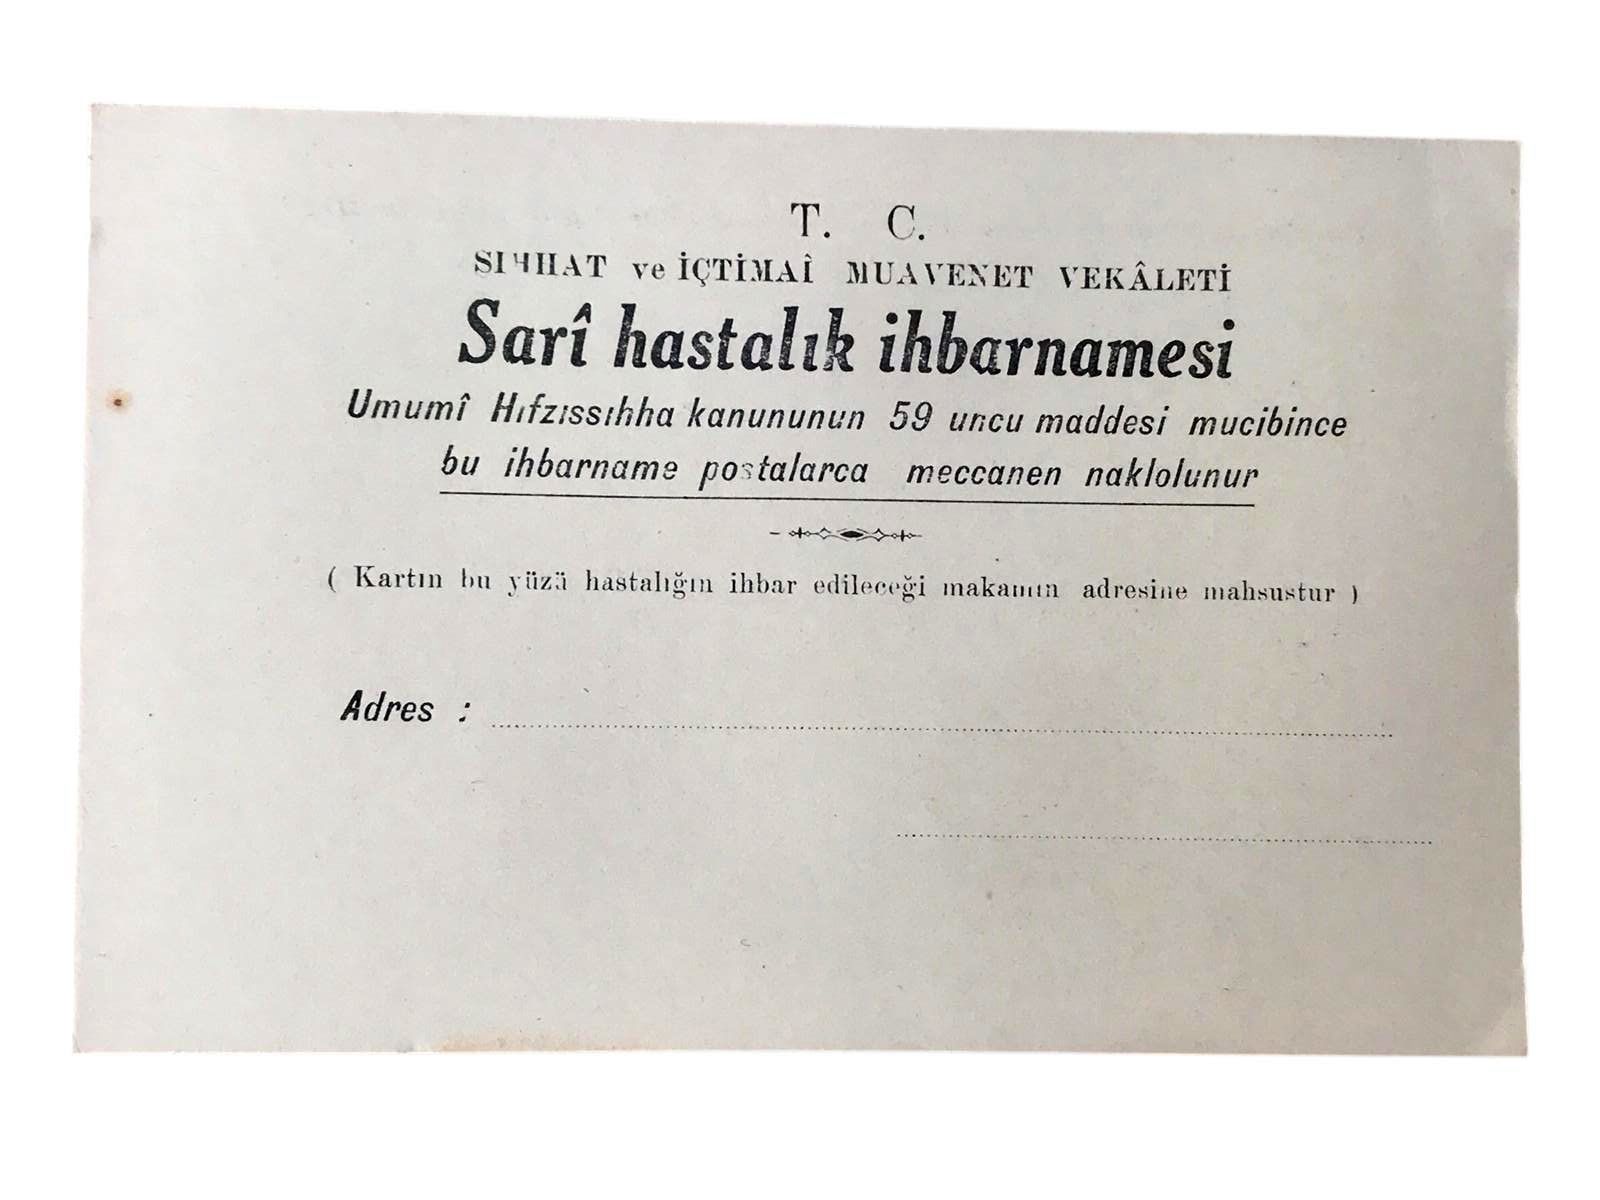 T. C.
SIHHAT ve İÇTİMAÎ MUAVENET VEKÂLETİ
Sarî hastalık ihbarnamesi
Umumî Hıfzıssıhha kanununun 59 uncu maddesi mucibince
bu ihbarname postalarca meccanen naklolunur
( Kartın bu yüzü hastalığın ihbar edileceği makamın adresine mahsustur )
Adres :